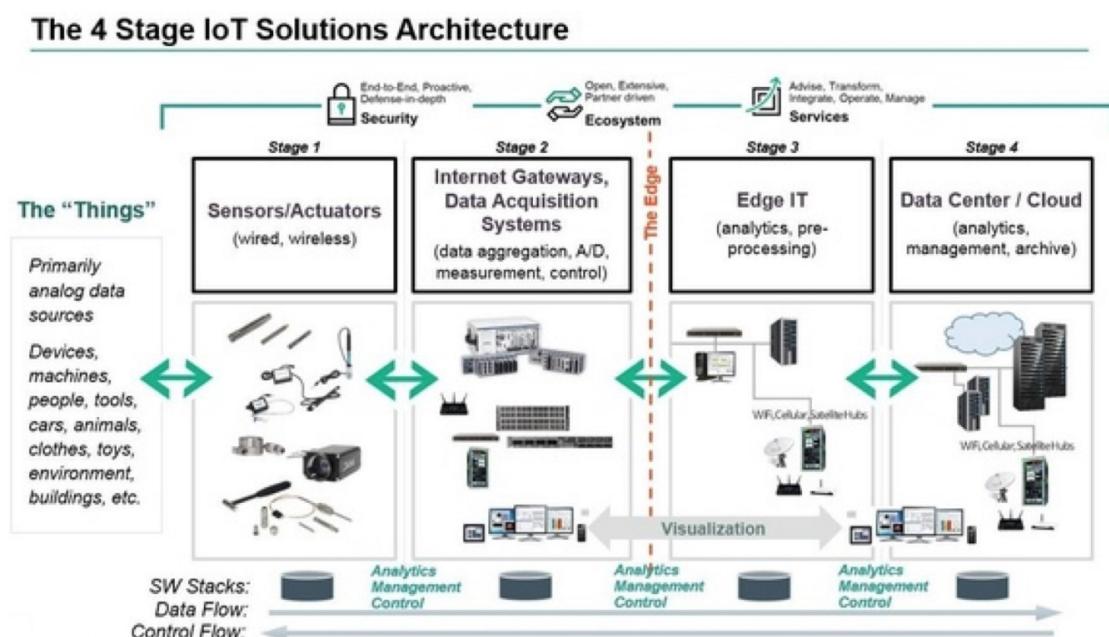 The 4 Stage IoT Solutions Architecture
End-to-End, Proactive,
Defense-in-depth
Security
Open, Extensive,
Partner driven
Ecosystem
Advise, Transform,
Integrate, Operate, Manage
Services
The "Things"
Primarily
analog data
sources
Devices,
machines,
people, tools,
cars, animals,
clothes, toys,
environment,
buildings, etc.
Stage 1
Sensors/Actuators
(wired, wireless)
Stage 2
Internet Gateways,
Data Acquisition
Systems
(data aggregation, A/D,
measurement, control)
The Edge
Stage 3
Edge IT
(analytics, pre-
processing)
Stage 4
Data Center / Cloud
(analytics,
management, archive)
WiFi,Cellular,SatelliteHubs
WiFi,Cellular,SatelliteHubs
Visualization
SW Stacks:
Analytics
Management
Control
Analytics
Management
Control
Analytics
Management
Control
Data Flow:
Control Flow: